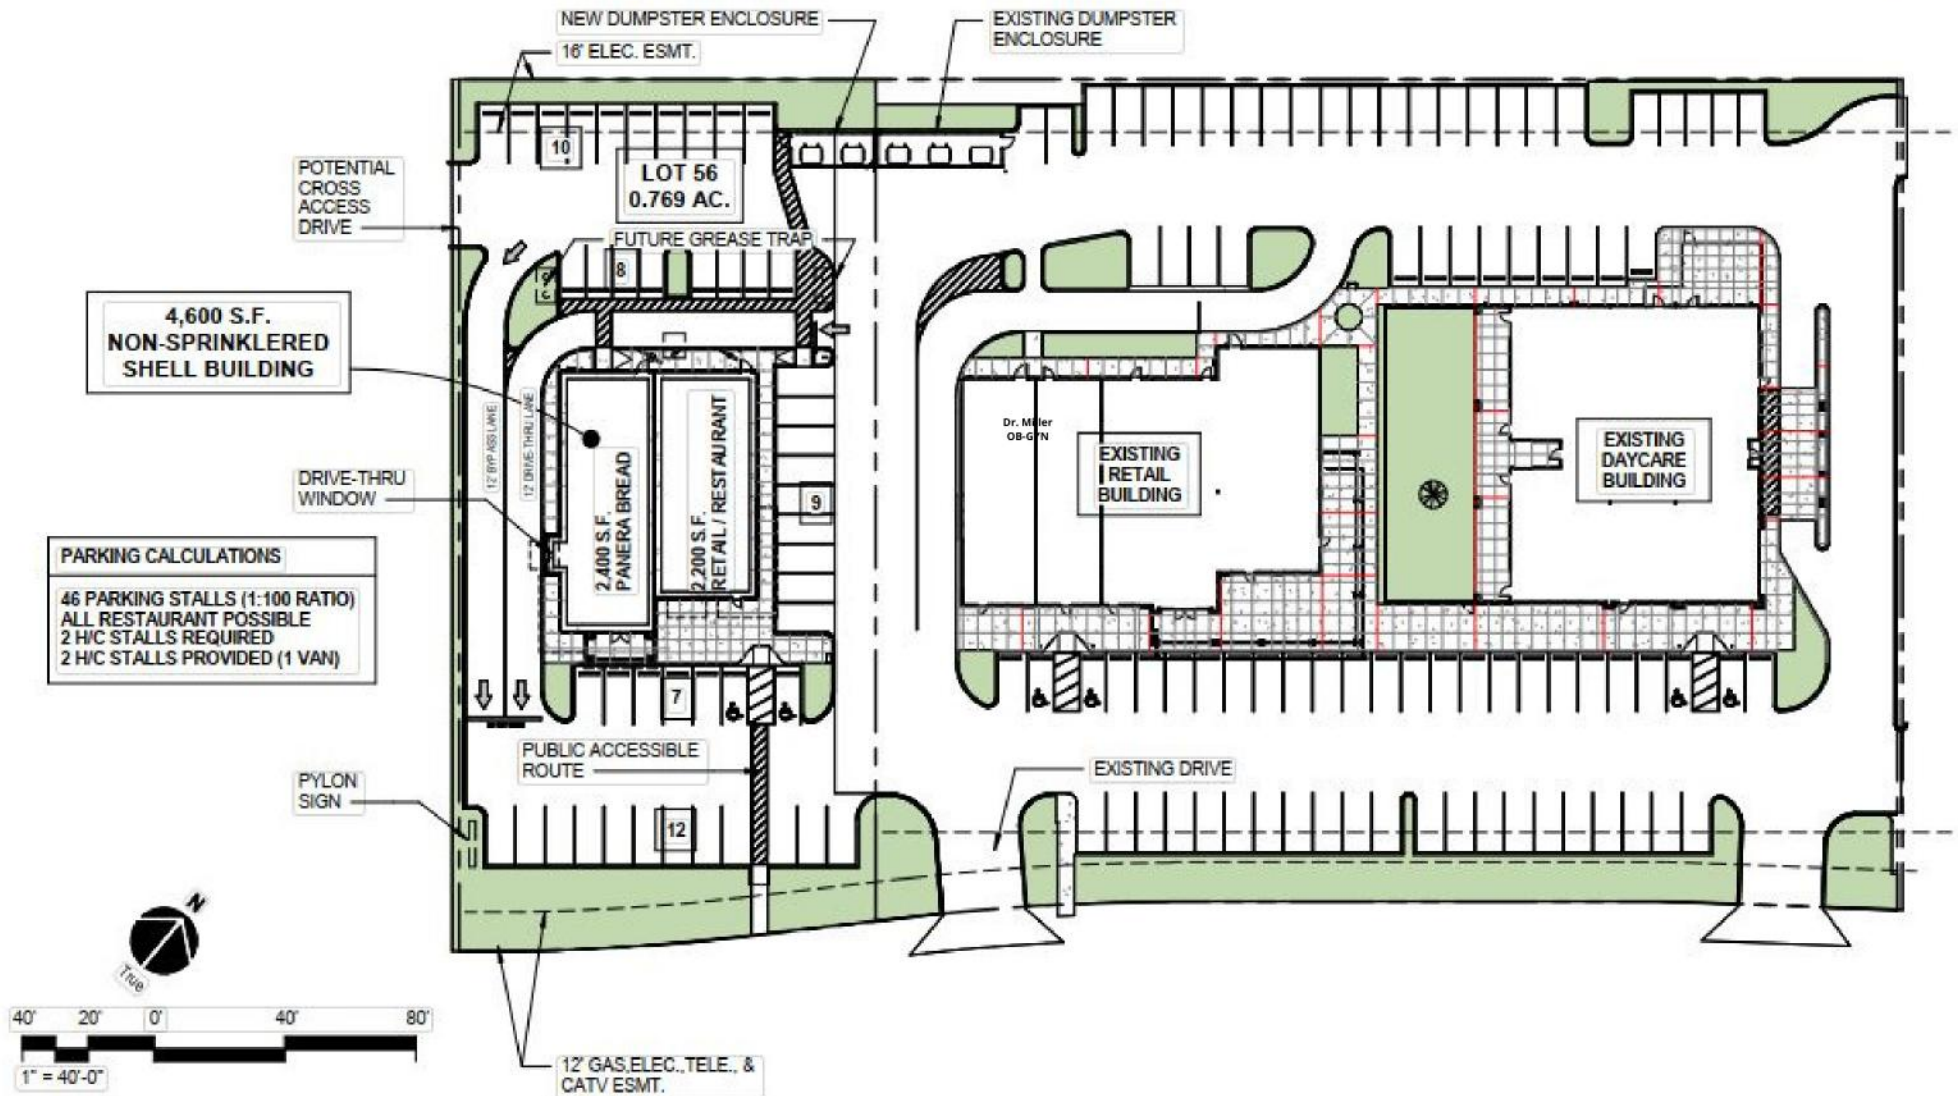 NEW DUMPSTER ENCLOSURE
EXISTING DUMPSTER
ENCLOSURE
16' ELEC. ESMT.
10
LOT 56
0.769 AC.
POTENTIAL
CROSS
ACCESS
DRIVE
FUTURE GREASE TRAP
8
4,600 S.F.
NON-SPRINKLERED
SHELL BUILDING
12' BYPASS LANE
12' DRIVE-THRU LANE
2,400 S.F.
PANERA BREAD
2,200 S.F.
RETAIL / RESTAURANT
Dr. Miller
OB-GYN
EXISTING
RETAIL
BUILDING
EXISTING
DAYCARE
BUILDING
DRIVE-THRU
WINDOW
9
PARKING CALCULATIONS
46 PARKING STALLS (1:100 RATIO)
ALL RESTAURANT POSSIBLE
2 H/C STALLS REQUIRED
2 H/C STALLS PROVIDED (1 VAN)
7
PUBLIC ACCESSIBLE
ROUTE
PYLON
SIGN
EXISTING DRIVE
12
N
True
40' 20' 0' 40' 80'
1" = 40'-0"
12' GAS,ELEC.,TELE., &
CATV ESMT.